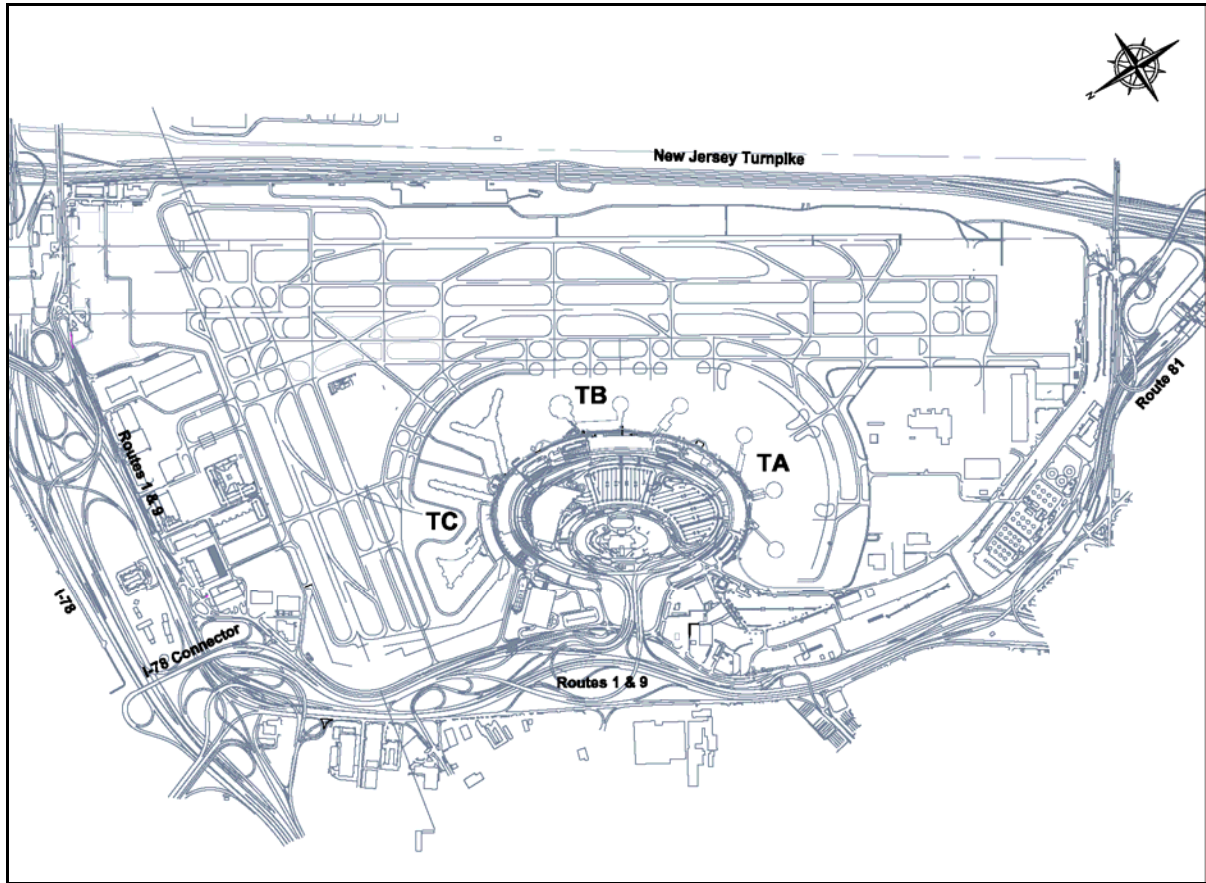 N
New Jersey Turnpike
TB
Route 81
TA
Routes 1 & 9
TC
I-78
I-78 Connector
Routes 1 & 9